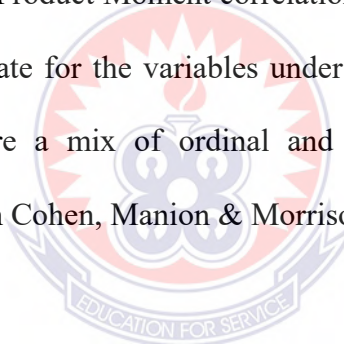 Product Moment correlation
ate for the variables under
re a mix of ordinal and
n Cohen, Manion & Morriso
EDUCATION FOR SERVICE